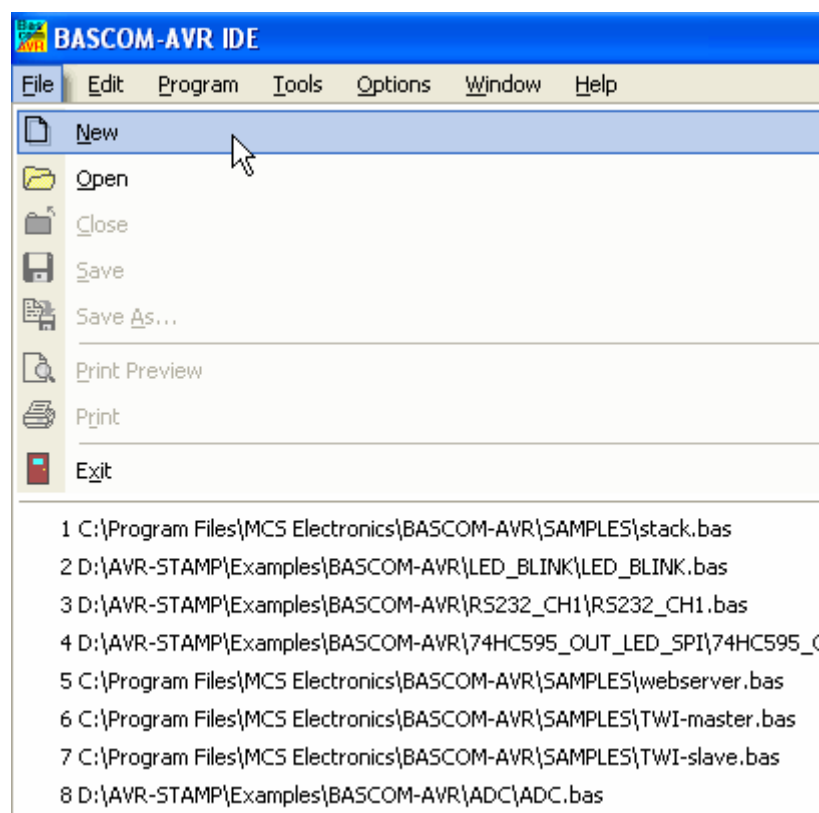 Bas
com
AVR
BASCOM-AVR IDE
File Edit Program Tools Options Window Help
New
Open
Close
Save
Save As...
Print Preview
Print
Exit
1 C:\Program Files\MCS Electronics\BASCOM-AVR\SAMPLES\stack.bas
2 D:\AVR-STAMP\Examples\BASCOM-AVR\LED_BLINK\LED_BLINK.bas
3 D:\AVR-STAMP\Examples\BASCOM-AVR\RS232_CH1\RS232_CH1.bas
4 D:\AVR-STAMP\Examples\BASCOM-AVR\74HC595_OUT_LED_SPI\74HC595_
5 C:\Program Files\MCS Electronics\BASCOM-AVR\SAMPLES\webserver.bas
6 C:\Program Files\MCS Electronics\BASCOM-AVR\SAMPLES\TWI-master.bas
7 C:\Program Files\MCS Electronics\BASCOM-AVR\SAMPLES\TWI-slave.bas
8 D:\AVR-STAMP\Examples\BASCOM-AVR\ADC\ADC.bas